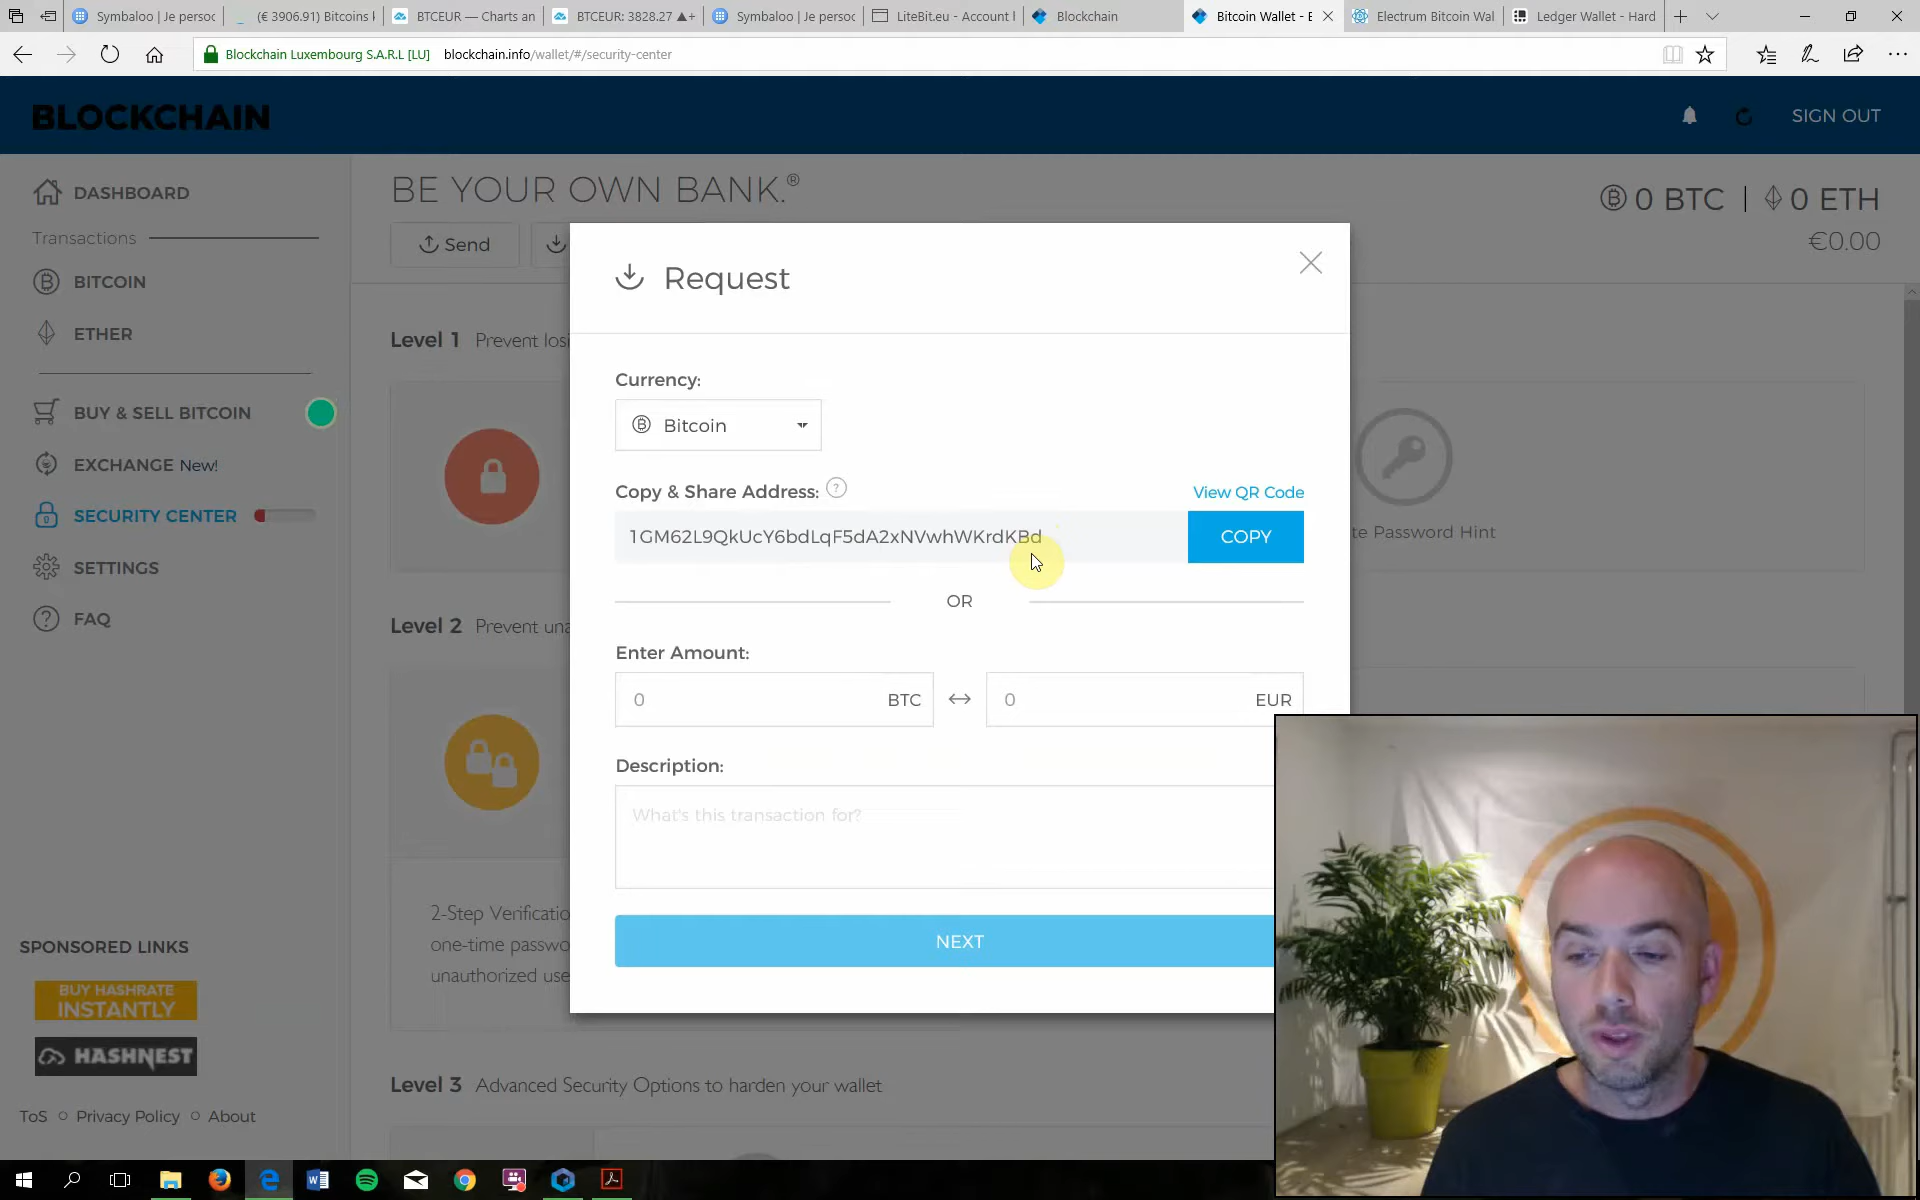 Symbaloo | Je persoc
(€ 3906.91) Bitcoins k
BTCEUR — Charts an
BTCEUR: 3828.27 ▲+
Symbaloo | Je persoc
LiteBit.eu - Account l
Blockchain
Bitcoin Wallet - E
Electrum Bitcoin Wal
Ledger Wallet - Hard
Blockchain Luxembourg S.A.R.L [LU]
blockchain.info/wallet/#/security-center
BLOCKCHAIN
SIGN OUT
DASHBOARD
Transactions
BITCOIN
ETHER
BUY & SELL BITCOIN
EXCHANGE New!
SECURITY CENTER
SETTINGS
FAQ
SPONSORED LINKS
BUY HASHRATE
INSTANTLY
HASHNEST
ToS ○ Privacy Policy ○ About
BE YOUR OWN BANK.®
0 BTC | 0 ETH
€0.00
Send
Level 1 Prevent losi
te Password Hint
Level 2 Prevent una
2-Step Verificatio
one-time passwo
unauthorized use
Level 3 Advanced Security Options to harden your wallet
Request
Currency:
Bitcoin
Copy & Share Address: ?
View QR Code
1GM62L9QkUcY6bdLqF5dA2xNVwhWKrdKBd
COPY
OR
Enter Amount:
0 BTC
0 EUR
Description:
What's this transaction for?
NEXT